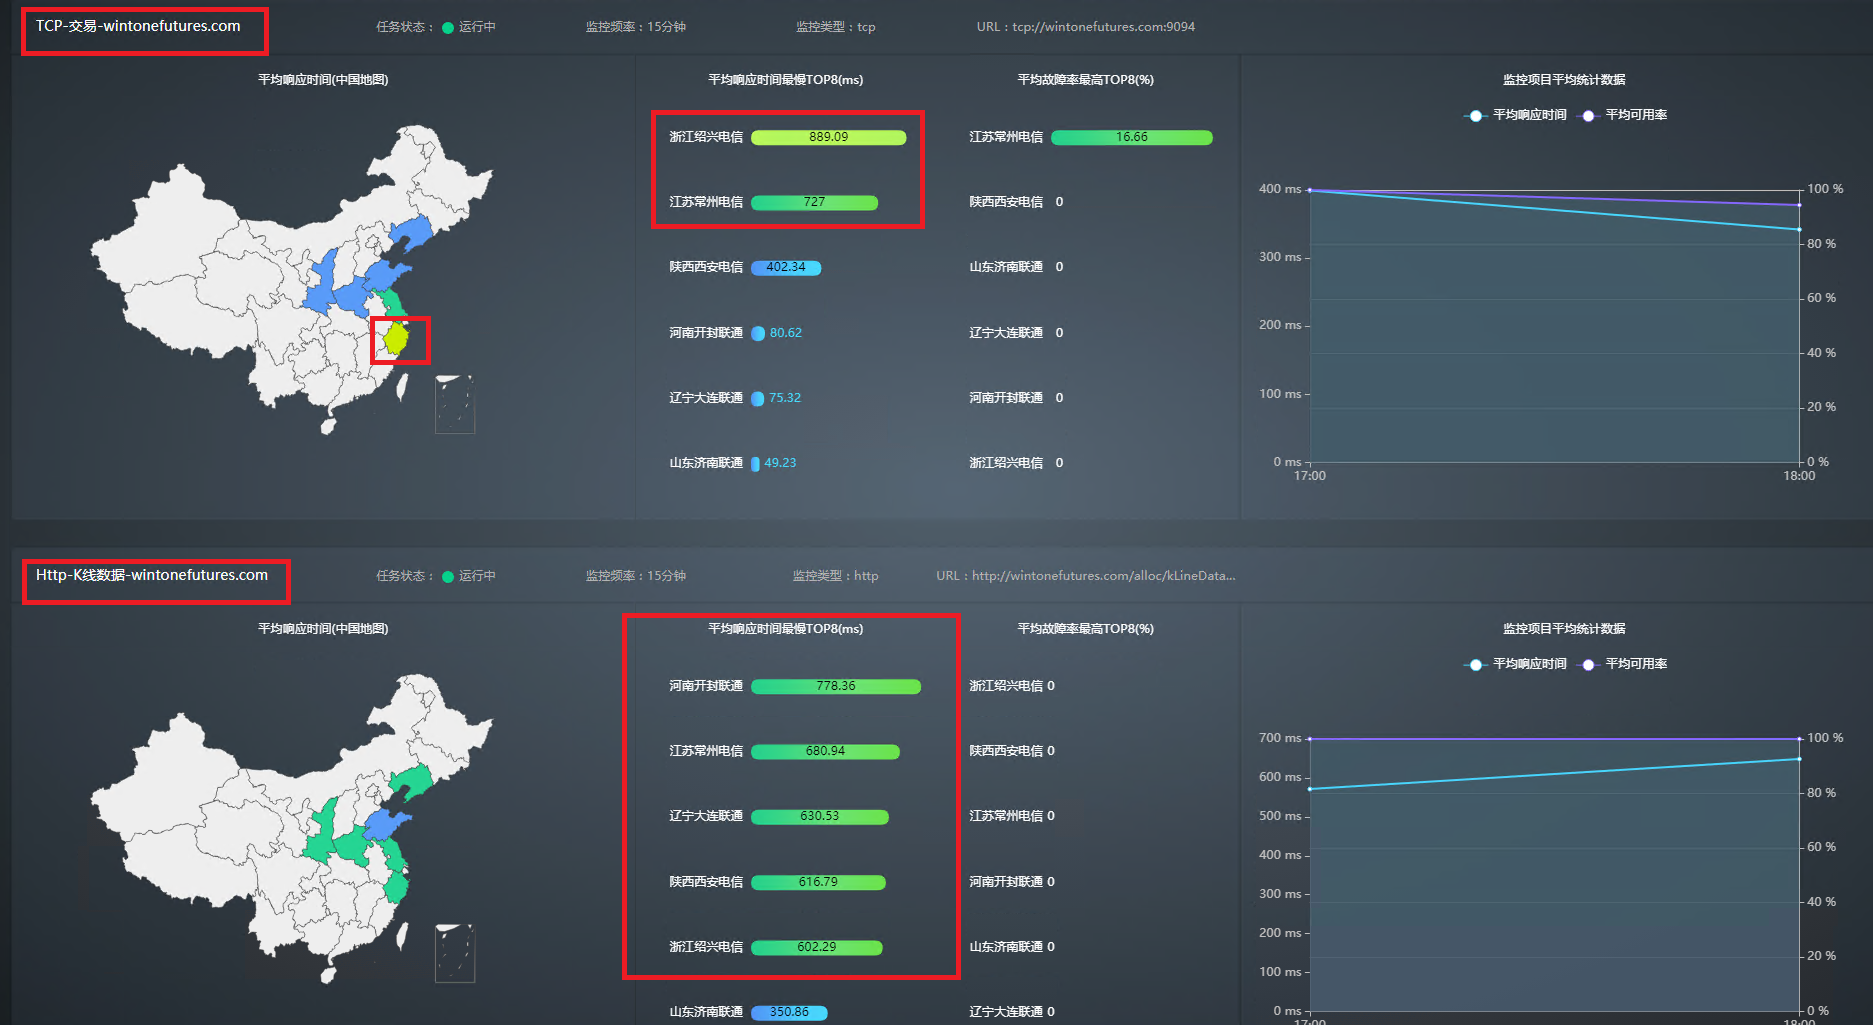 TCP-交易-wintonefutures.com
任务状态： 运行中
监控频率：15分钟
监控类型：tcp
URL：tcp://wintonefutures.com:9094
平均响应时间(中国地图)
平均响应时间最慢TOP8(ms)
浙江绍兴电信 889.09
江苏常州电信 727
陕西西安电信 402.34
河南开封联通 80.62
辽宁大连联通 75.32
山东济南联通 49.23
平均故障率最高TOP8(%)
江苏常州电信 16.66
陕西西安电信 0
山东济南联通 0
辽宁大连联通 0
河南开封联通 0
浙江绍兴电信 0
监控项目平均统计数据
平均响应时间 平均可用率
400 ms 100 %
80 %
300 ms
60 %
200 ms
40 %
100 ms
20 %
0 ms 0 %
17:00 18:00
Http-K线数据-wintonefutures.com
任务状态： 运行中
监控频率：15分钟
监控类型：http
URL：http://wintonefutures.com/alloc/kLineData...
平均响应时间(中国地图)
平均响应时间最慢TOP8(ms)
河南开封联通 778.36
江苏常州电信 680.94
辽宁大连联通 630.53
陕西西安电信 616.79
浙江绍兴电信 602.29
山东济南联通 350.86
平均故障率最高TOP8(%)
浙江绍兴电信 0
陕西西安电信 0
江苏常州电信 0
河南开封联通 0
山东济南联通 0
辽宁大连联通 0
监控项目平均统计数据
平均响应时间 平均可用率
700 ms 100 %
600 ms
80 %
500 ms
400 ms 60 %
300 ms
40 %
200 ms
20 %
100 ms
0 ms 0 %
17:00 18:00